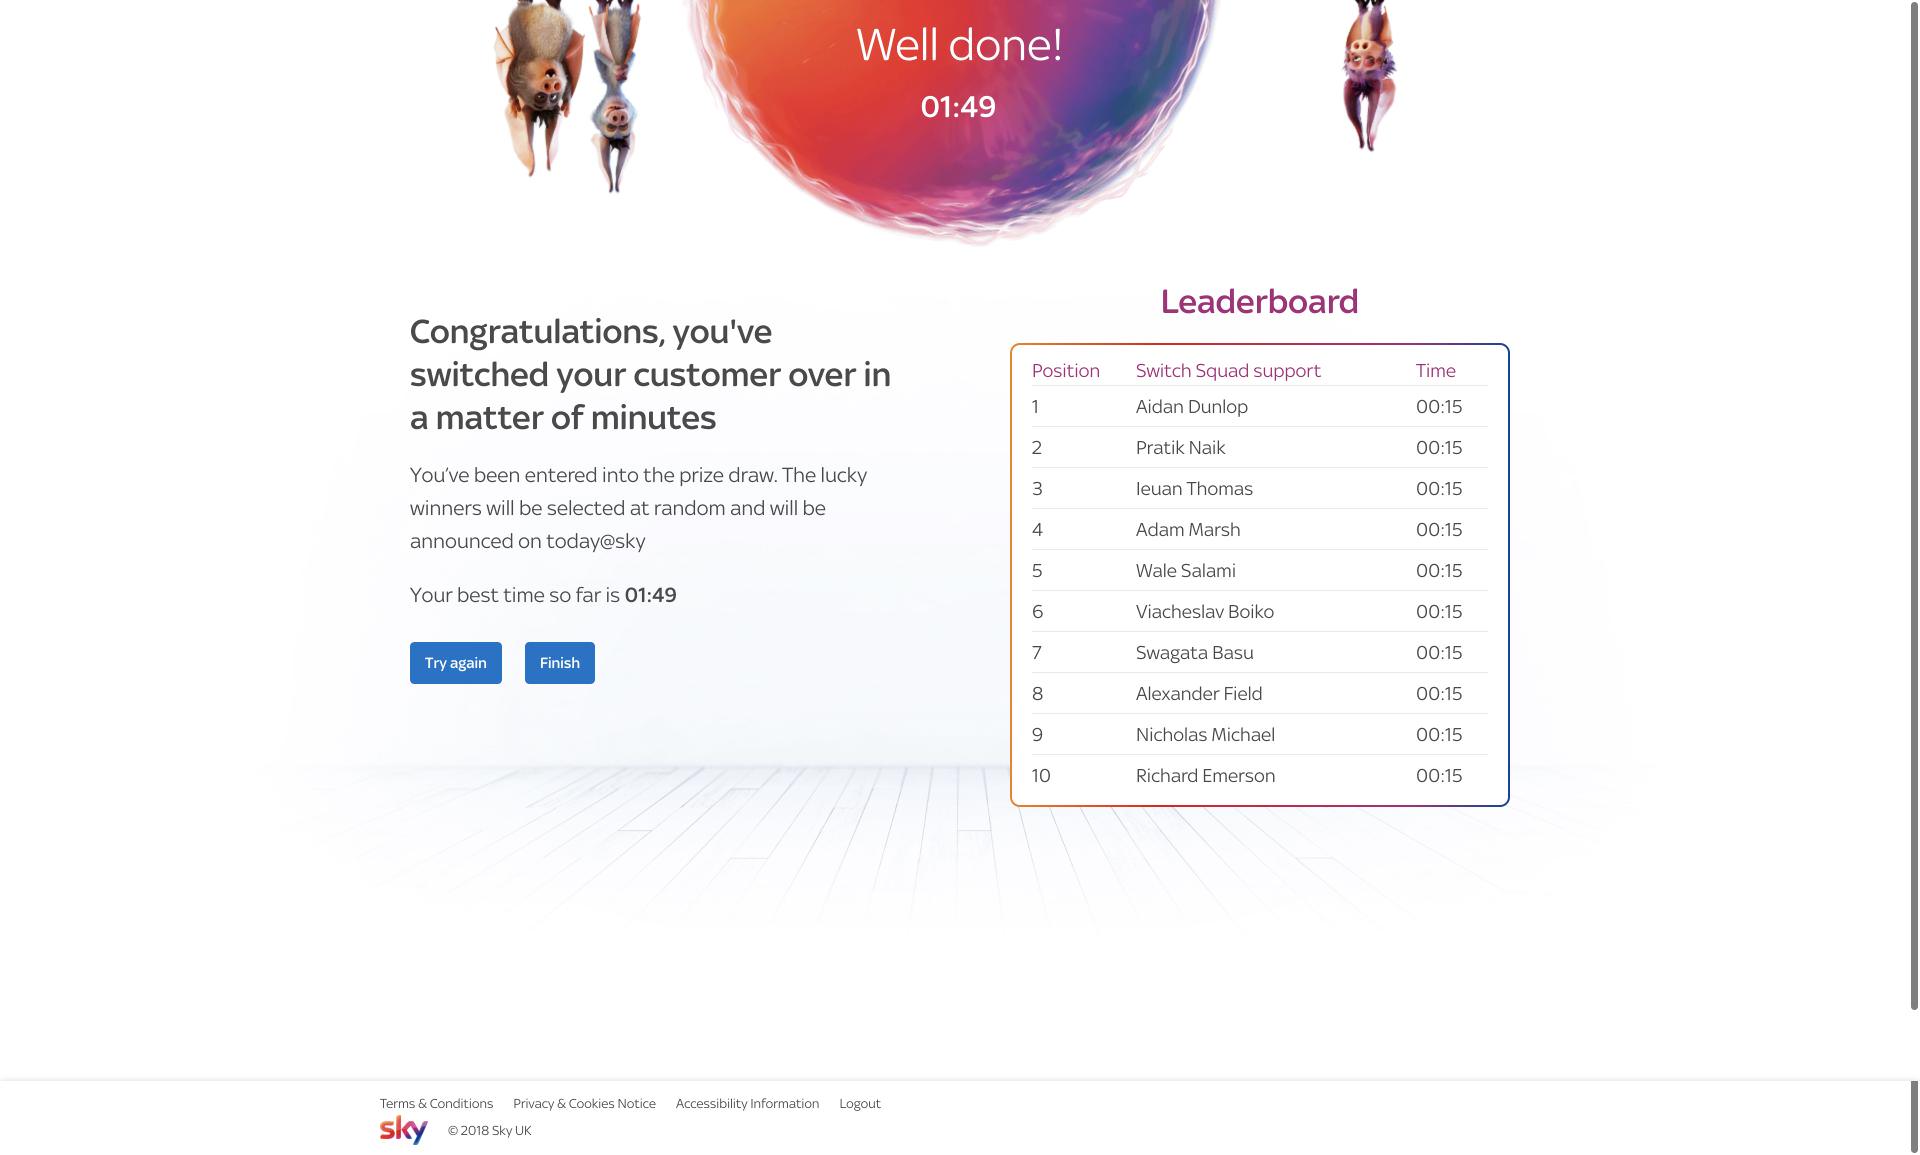 Well done!
01:49
Congratulations, you've
switched your customer over in
a matter of minutes
You've been entered into the prize draw. The lucky
winners will be selected at random and will be
announced on today@sky
Your best time so far is 01:49
Try again Finish
Leaderboard
Position Switch Squad support Time
1 Aidan Dunlop 00:15
2 Pratik Naik 00:15
3 Ieuan Thomas 00:15
4 Adam Marsh 00:15
5 Wale Salami 00:15
6 Viacheslav Boiko 00:15
7 Swagata Basu 00:15
8 Alexander Field 00:15
9 Nicholas Michael 00:15
10 Richard Emerson 00:15
Terms & Conditions Privacy & Cookies Notice Accessibility Information Logout
sky © 2018 Sky UK